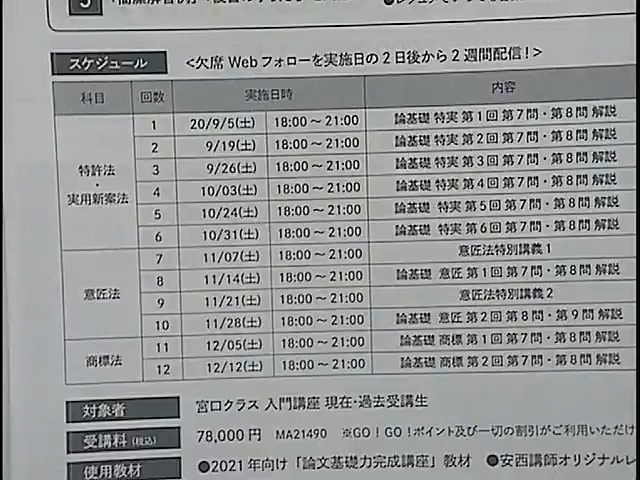 スケジュール <欠席 Webフォローを実施日の2日後から2週間配信!>
科目 回数 実施日時 内容
特許法・実用新案法
1 20/9/5(土) 18:00～21:00 論基礎 特実 第1回 第7問・第8問 解説
2 9/19(土) 18:00～21:00 論基礎 特実 第2回 第7問・第8問 解説
3 9/26(土) 18:00～21:00 論基礎 特実 第3回 第7問・第8問 解説
4 10/03(土) 18:00～21:00 論基礎 特実 第4回 第7問・第8問 解説
5 10/24(土) 18:00～21:00 論基礎 特実 第5回 第7問・第8問 解説
6 10/31(土) 18:00～21:00 論基礎 特実 第6回 第7問・第8問 解説
意匠法
7 11/07(土) 18:00～21:00 意匠法特別講義1
8 11/14(土) 18:00～21:00 論基礎 意匠 第1回 第7問・第8問 解説
9 11/21(土) 18:00～21:00 意匠法特別講義2
10 11/28(土) 18:00～21:00 論基礎 意匠 第2回 第8問・第9問 解説
商標法
11 12/05(土) 18:00～21:00 論基礎 商標 第1回 第7問・第8問 解説
12 12/12(土) 18:00～21:00 論基礎 商標 第2回 第7問・第8問 解説
対象者 宮口クラス 入門講座 現在・過去受講生
受講料(税込) 78,000円 MA21490 ※GO!GO!ポイント及び一切の割引がご利用いただけ
使用教材 ●2021年向け「論文基礎力完成講座」教材 ●安西講師オリジナルレ